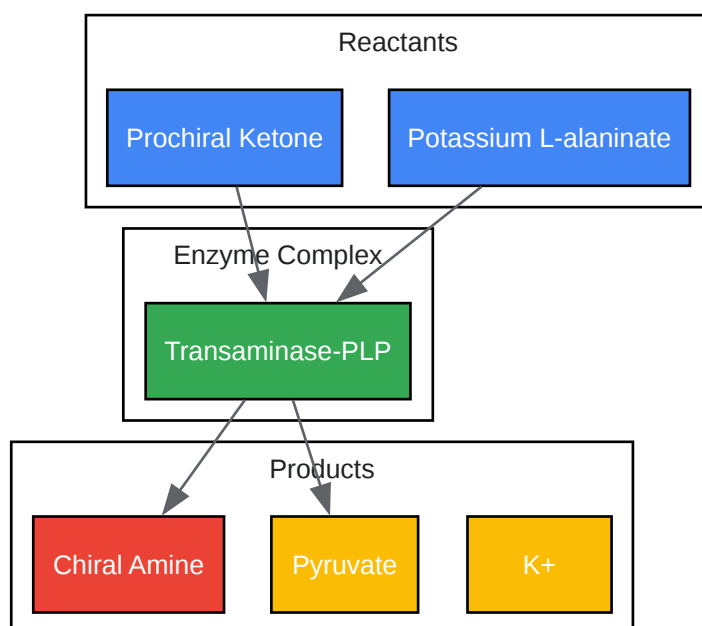 Reactants
Prochiral Ketone
Potassium L-alaninate
Enzyme Complex
Transaminase-PLP
Products
Chiral Amine
Pyruvate
K+